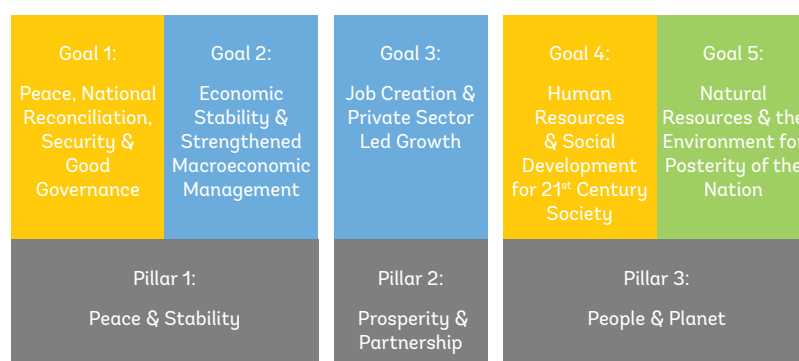 Goal 1:
Peace, National
Reconciliation,
Security &
Good
Governance
Goal 2:
Economic
Stability &
Strengthened
Macroeconomic
Management
Goal 3:
Job Creation &
Private Sector
Led Growth
Goal 4:
Human
Resources
& Social
Development
for 21st Century
Society
Goal 5:
Natural
Resources & the
Environment for
Posterity of the
Nation
Pillar 1:
Peace & Stability
Pillar 2:
Prosperity &
Partnership
Pillar 3:
People & Planet